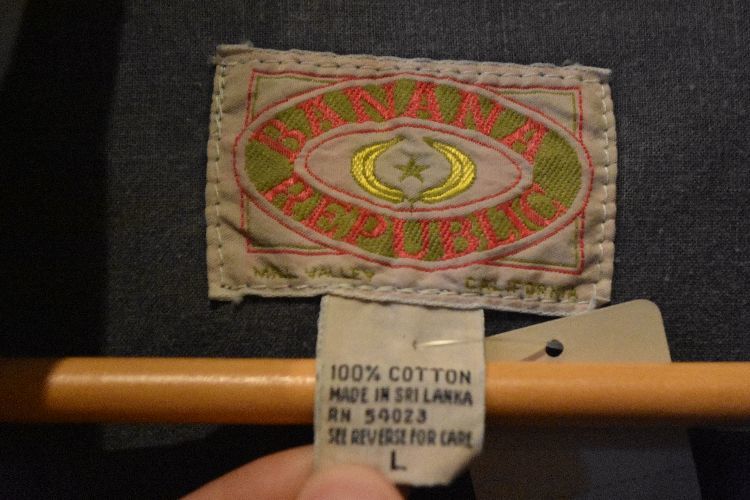 BANANA
REPUBLIC
MILL VALLEY CALIFORNIA
100% COTTON
MADE IN SRI LANKA
RN 54023
SEE REVERSE FOR CARE
L